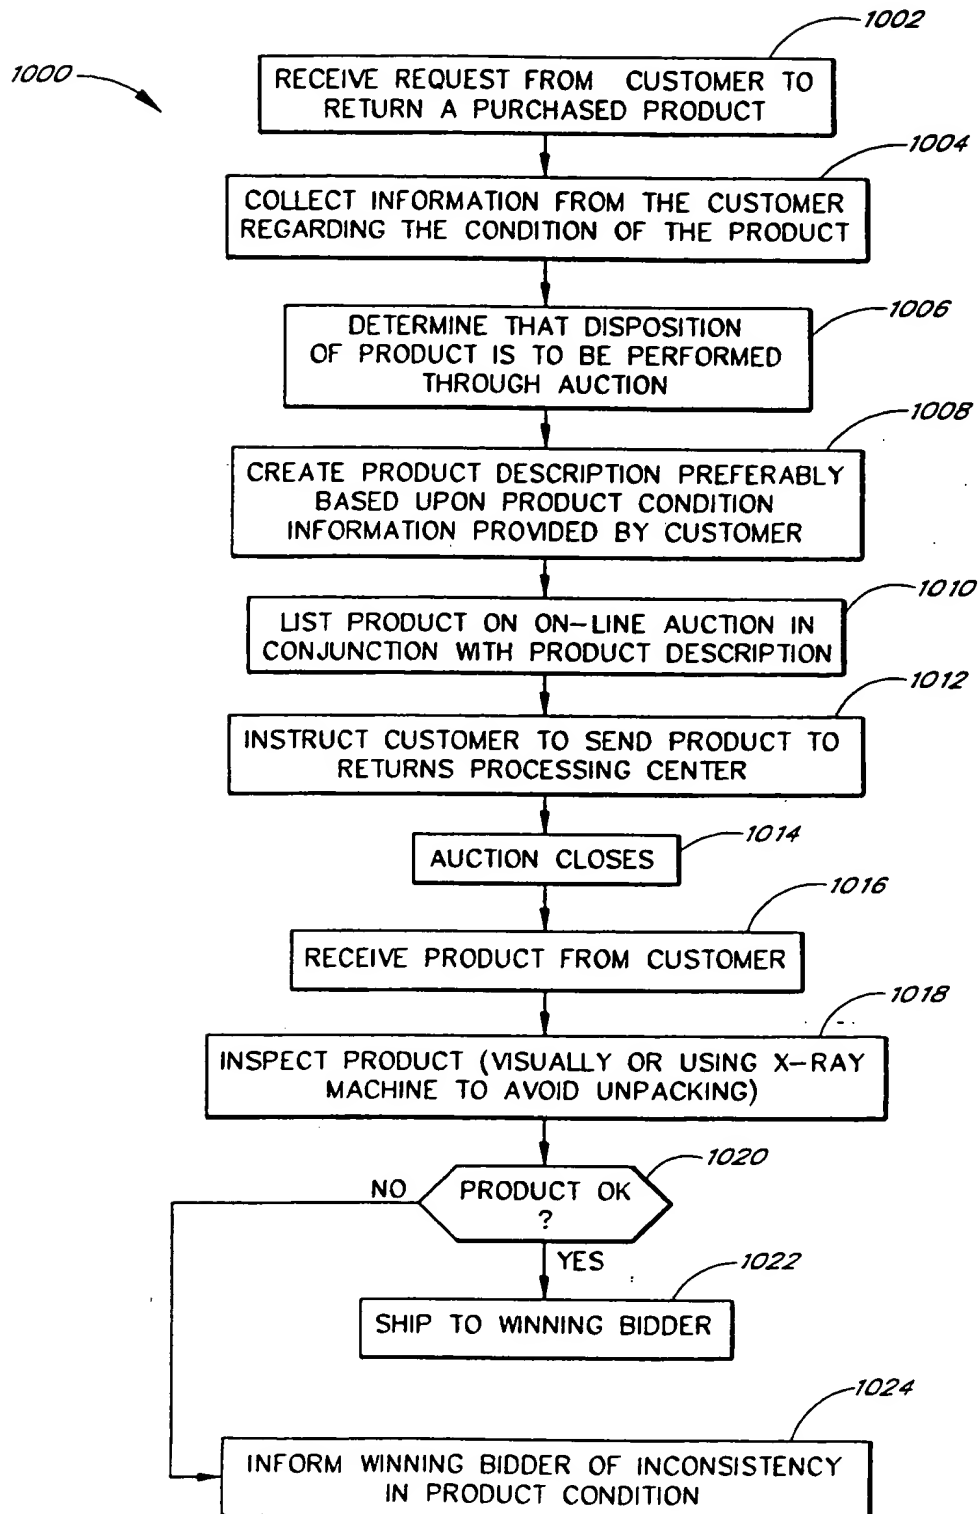 1002
1000
RECEIVE REQUEST FROM CUSTOMER TO
RETURN A PURCHASED PRODUCT
1004
COLLECT INFORMATION FROM THE CUSTOMER
REGARDING THE CONDITION OF THE PRODUCT
1006
DETERMINE THAT DISPOSITION
OF PRODUCT IS TO BE PERFORMED
THROUGH AUCTION
1008
CREATE PRODUCT DESCRIPTION PREFERABLY
BASED UPON PRODUCT CONDITION
INFORMATION PROVIDED BY CUSTOMER
1010
LIST PRODUCT ON ON-LINE AUCTION IN
CONJUNCTION WITH PRODUCT DESCRIPTION
1012
INSTRUCT CUSTOMER TO SEND PRODUCT TO
RETURNS PROCESSING CENTER
1014
AUCTION CLOSES
1016
RECEIVE PRODUCT FROM CUSTOMER
1018
INSPECT PRODUCT (VISUALLY OR USING X-RAY
MACHINE TO AVOID UNPACKING)
1020
NO
PRODUCT OK
?
YES
1022
SHIP TO WINNING BIDDER
1024
INFORM WINNING BIDDER OF INCONSISTENCY
IN PRODUCT CONDITION